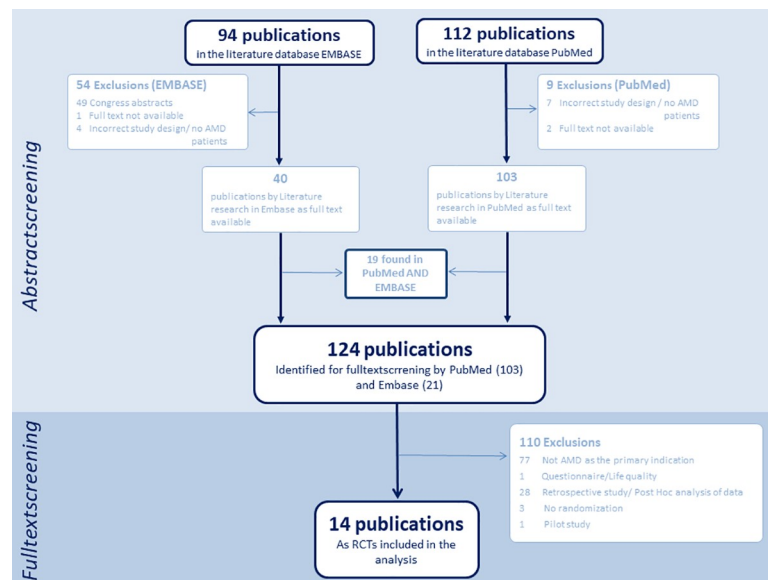 94 publications
in the literature database EMBASE
112 publications
in the literature database PubMed
54 Exclusions (EMBASE)
49 Congress abstracts
1 Full text not available
4 Incorrect study design/ no AMD
patients
9 Exclusions (PubMed)
7 Incorrect study design / no AMD
patients
2 Full text not available
40
publications by Literature
research in Embase as full text
available
103
publications by Literature
research in PubMed as full text
available
19 found in
PubMed AND
EMBASE
Abstractscreening
124 publications
Identified for fulltextscrrening by PubMed (103)
and Embase (21)
110 Exclusions
77 Not AMD as the primary indication
1 Questionnaire/Life quality
28 Retrospective study/ Post Hoc analysis of data
3 No randomization
1 Pilot study
14 publications
As RCTs included in the
analysis
Fulltextscreening